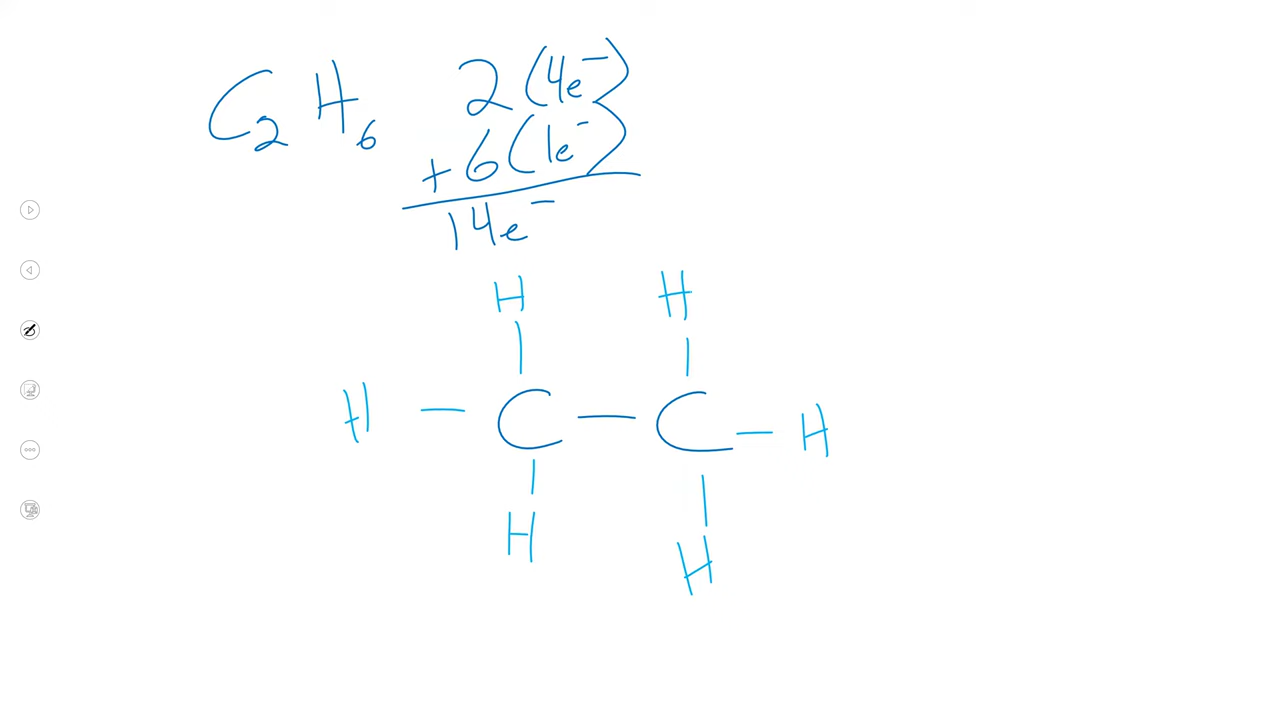 C₂H₆ 2(4e⁻)
+ 6(1e⁻)
14e⁻
H H
H — C — C — H
H H